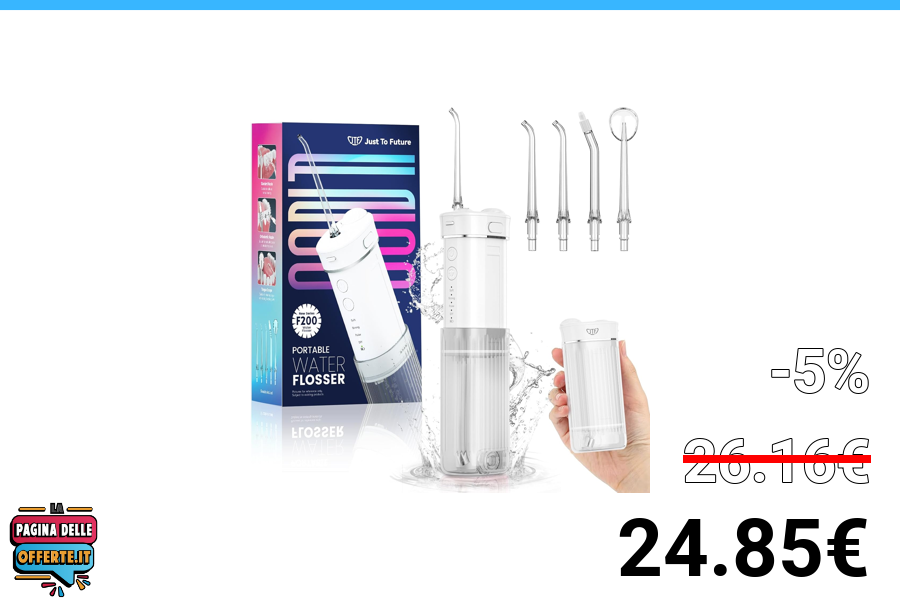 Just To Future
F200
PORTABLE
WATER
FLOSSER
-5%
26.16€
24.85€
LA
PAGINA DELLE
OFFERTE.IT